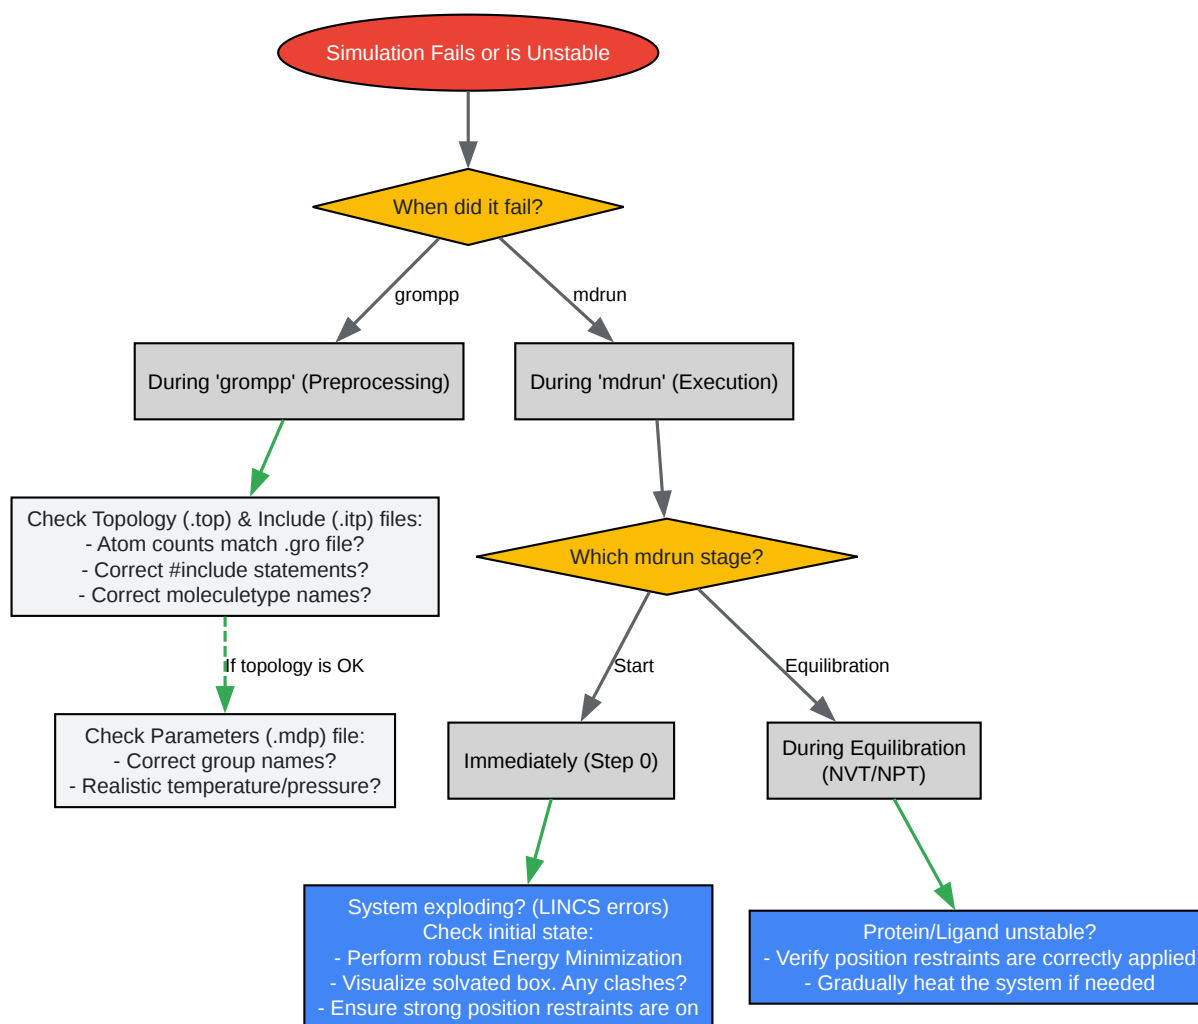 Simulation Fails or is Unstable
When did it fail?
grompp
mdrun
During 'grompp' (Preprocessing)
During 'mdrun' (Execution)
Check Topology (.top) & Include (.itp) files:
- Atom counts match .gro file?
- Correct #include statements?
- Correct moleculetype names?
Which mdrun stage?
If topology is OK
Start
Equilibration
Check Parameters (.mdp) file:
- Correct group names?
- Realistic temperature/pressure?
Immediately (Step 0)
During Equilibration
(NVT/NPT)
System exploding? (LINCS errors)
Check initial state:
- Perform robust Energy Minimization
- Visualize solvated box. Any clashes?
- Ensure strong position restraints are on
Protein/Ligand unstable?
- Verify position restraints are correctly applied
- Gradually heat the system if needed